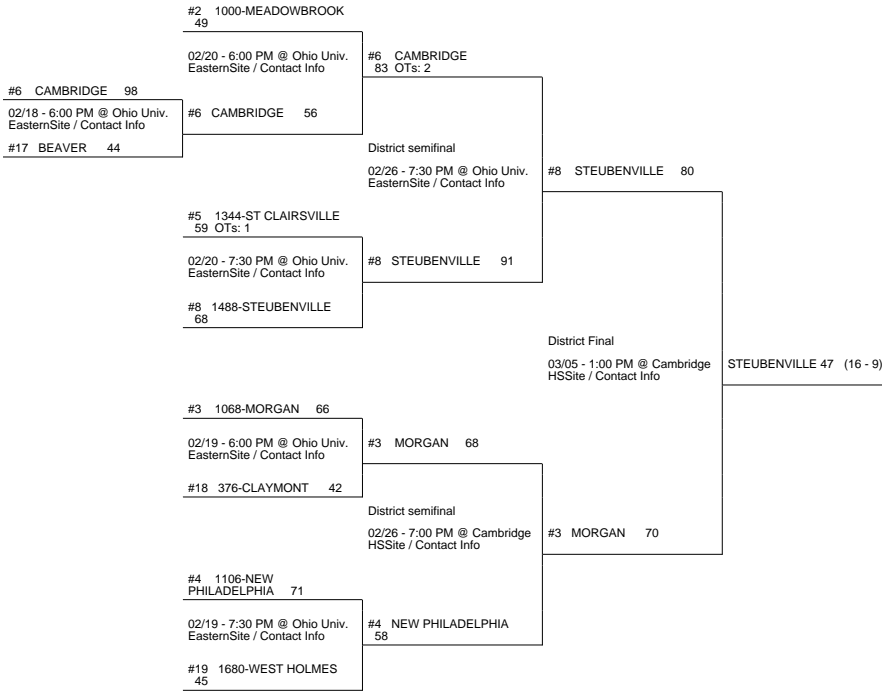 #2 1000-MEADOWBROOK
49
02/20 - 6:00 PM @ Ohio Univ.
EasternSite / Contact Info
#6 CAMBRIDGE
83 OTs: 2
#6 CAMBRIDGE 98
02/18 - 6:00 PM @ Ohio Univ.
EasternSite / Contact Info
#17 BEAVER 44
#6 CAMBRIDGE 56
District semifinal
02/26 - 7:30 PM @ Ohio Univ.
EasternSite / Contact Info
#8 STEUBENVILLE 80
#5 1344-ST CLAIRSVILLE
59 OTs: 1
02/20 - 7:30 PM @ Ohio Univ.
EasternSite / Contact Info
#8 STEUBENVILLE 91
#8 1488-STEUBENVILLE
68
District Final
03/05 - 1:00 PM @ Cambridge
HSSite / Contact Info
STEUBENVILLE 47 (16 - 9)
#3 1068-MORGAN 66
02/19 - 6:00 PM @ Ohio Univ.
EasternSite / Contact Info
#3 MORGAN 68
#18 376-CLAYMONT 42
District semifinal
02/26 - 7:00 PM @ Cambridge
HSSite / Contact Info
#3 MORGAN 70
#4 1106-NEW
PHILADELPHIA 71
02/19 - 7:30 PM @ Ohio Univ.
EasternSite / Contact Info
#4 NEW PHILADELPHIA
58
#19 1680-WEST HOLMES
45